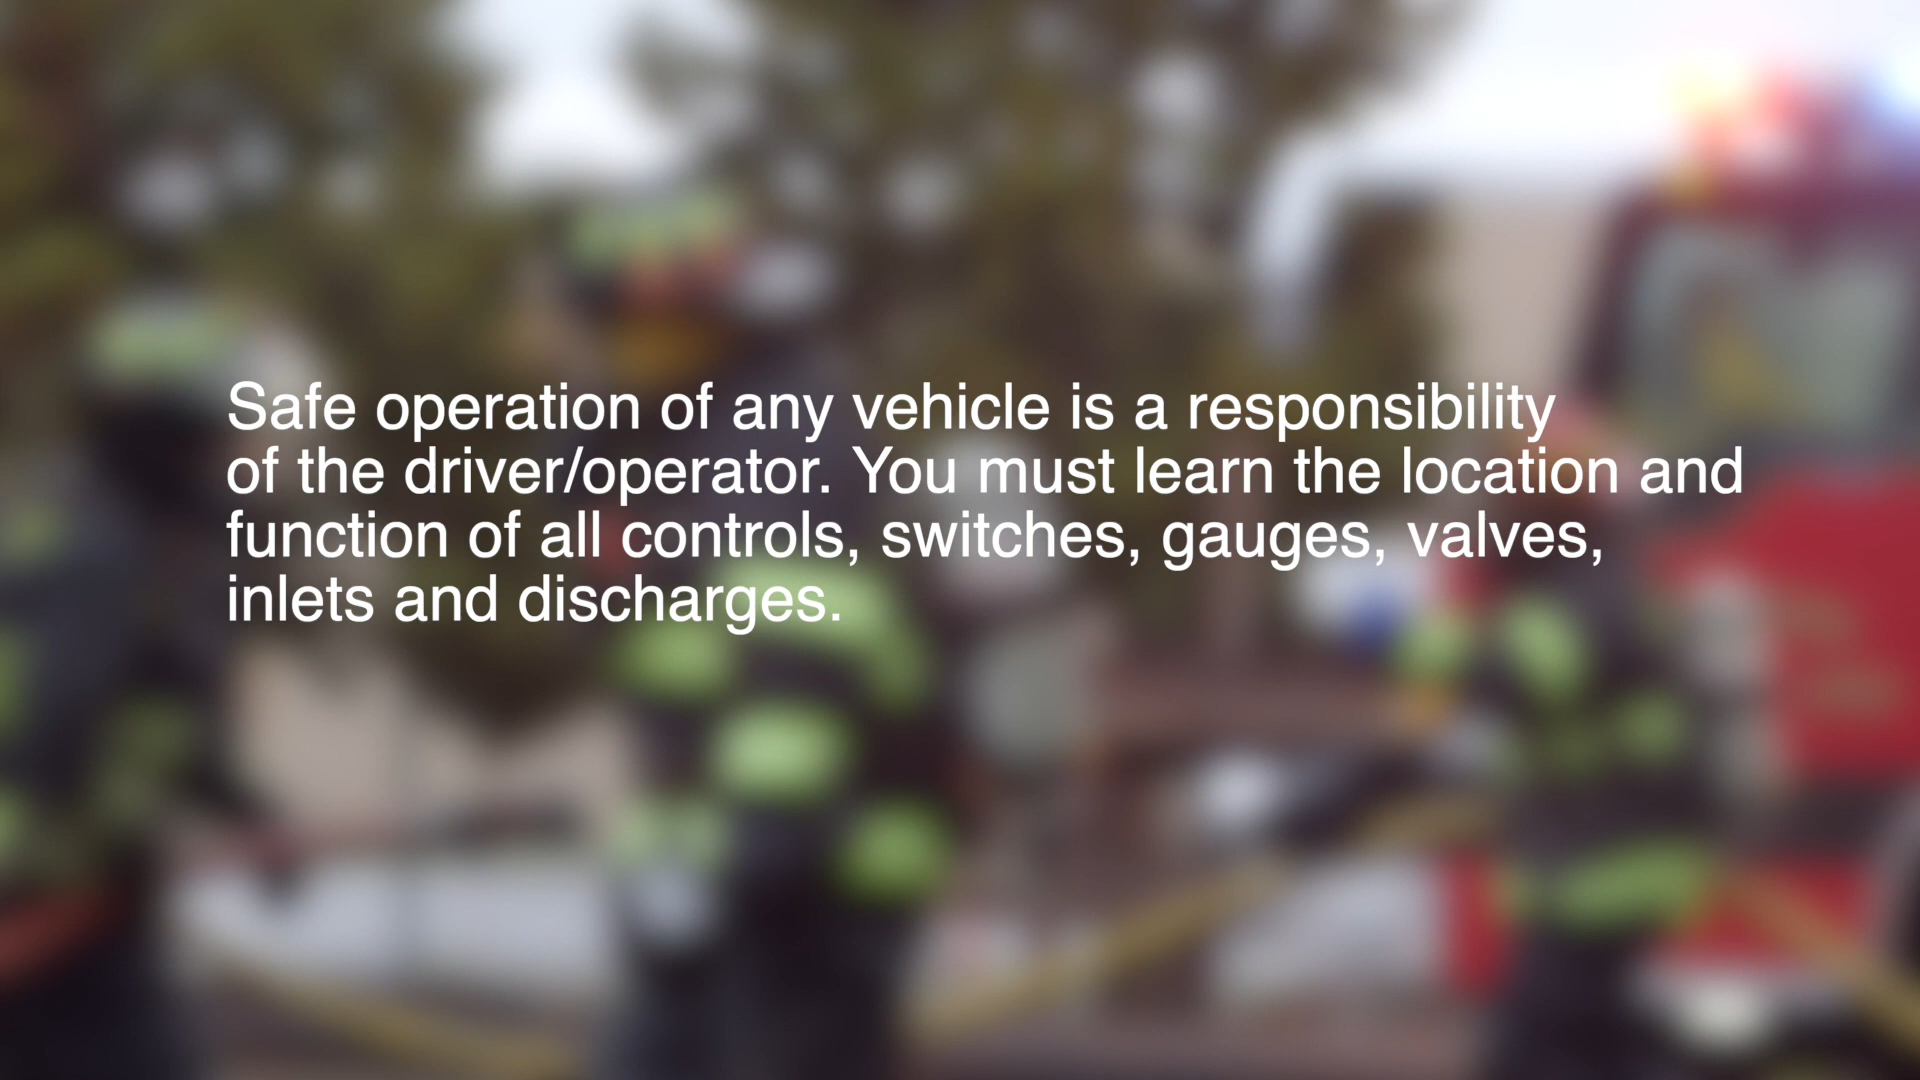 Safe operation of any vehicle is a responsibility
of the driver/operator. You must learn the location and
function of all controls, switches, gauges, valves,
inlets and discharges.